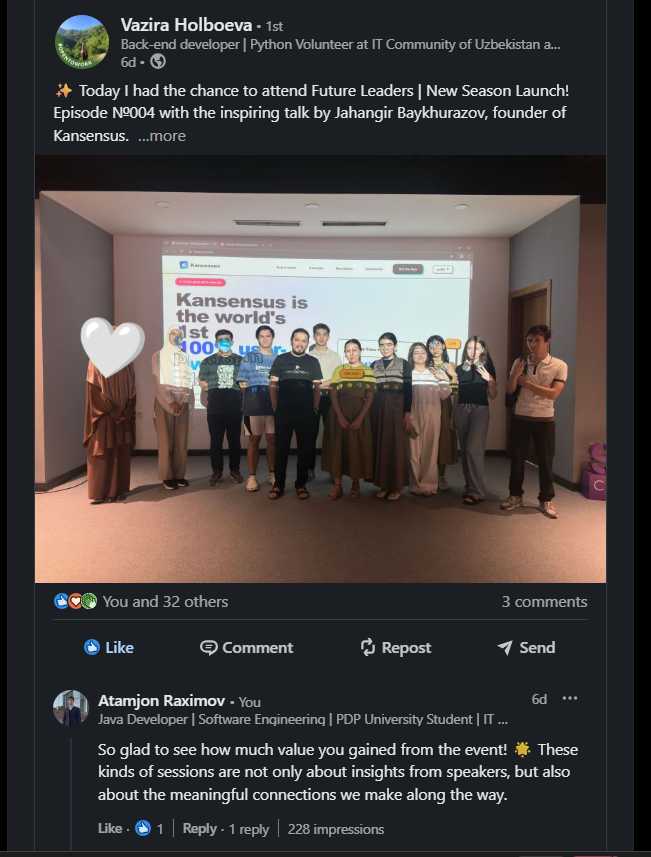 Vazira Holboeva • 1st
Back-end developer | Python Volunteer at IT Community of Uzbekistan a...
6d •
#OPENTOWORK
✨ Today I had the chance to attend Future Leaders | New Season Launch!
Episode №004 with the inspiring talk by Jahangir Baykhurazov, founder of
Kansensus. ...more
Kansensus
Kansensus is
the world's
1st
100% user-
You and 32 others
3 comments
Like
Comment
Repost
Send
Atamjon Raximov • You
6d
Java Developer | Software Engineering | PDP University Student | IT ...
So glad to see how much value you gained from the event! 🌟 These
kinds of sessions are not only about insights from speakers, but also
about the meaningful connections we make along the way.
Like · 1 | Reply · 1 reply | 228 impressions